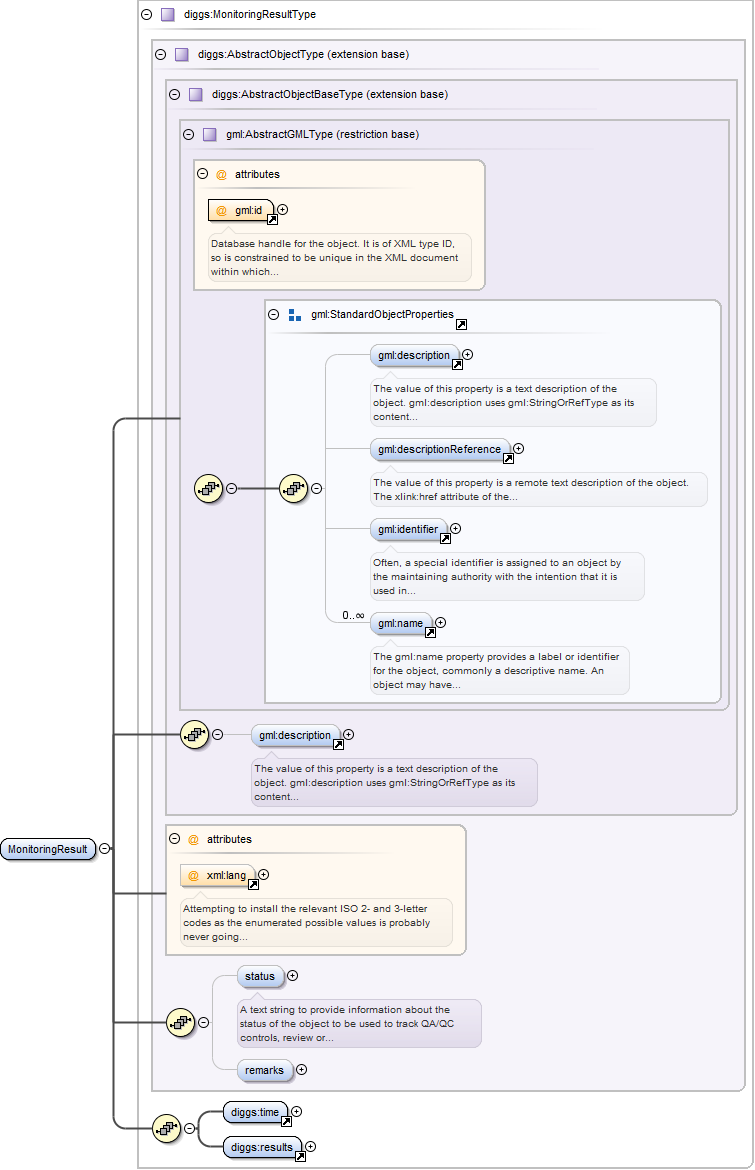 diggs:MonitoringResultType
diggs:AbstractObjectType (extension base)
diggs:AbstractObjectBaseType (extension base)
gml:AbstractGMLType (restriction base)
@ attributes
@ gml:id
Database handle for the object. It is of XML type ID,
so is constrained to be unique in the XML document
within which...
gml:StandardObjectProperties
gml:description
The value of this property is a text description of the
object. gml:description uses gml:StringOrRefType as its
content...
gml:descriptionReference
The value of this property is a remote text description of the object.
The xlink:href attribute of the...
gml:identifier
Often, a special identifier is assigned to an object by
the maintaining authority with the intention that it is
used in...
0..∞
gml:name
The gml:name property provides a label or identifier
for the object, commonly a descriptive name. An
object may have...
gml:description
The value of this property is a text description of the
object. gml:description uses gml:StringOrRefType as its
content...
MonitoringResult
@ attributes
@ xml:lang
Attempting to install the relevant ISO 2- and 3-letter
codes as the enumerated possible values is probably
never going...
status
A text string to provide information about the
status of the object to be used to track QA/QC
controls, review or...
remarks
diggs:time
diggs:results